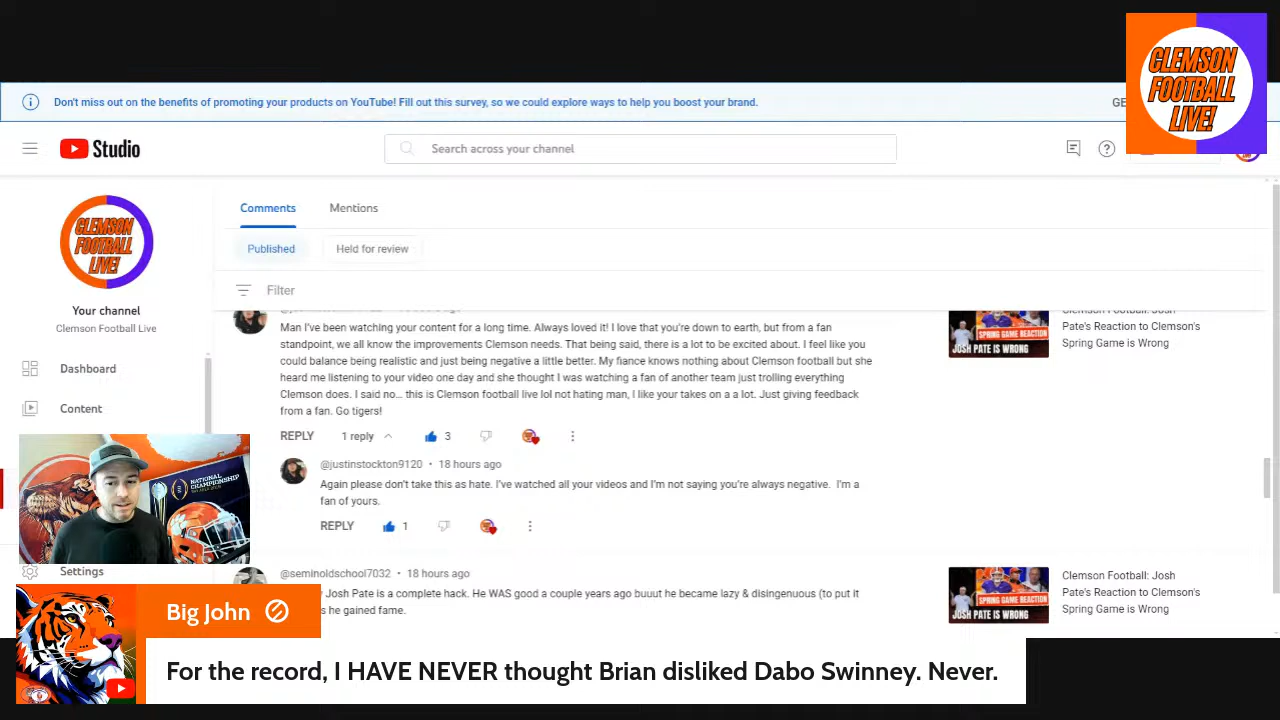 CLEMSON
FOOTBALL
LIVE!
Don't miss out on the benefits of promoting your products on YouTube! Fill out this survey, so we could explore ways to help you boost your brand.
GE
Studio
Search across your channel
CLEMSON
FOOTBALL
LIVE!
Your channel
Clemson Football Live
Dashboard
Content
Settings
Comments
Mentions
Published
Held for review
Filter
Man I've been watching your content for a long time. Always loved it! I love that you're down to earth, but from a fan
standpoint, we all know the improvements Clemson needs. That being said, there is a lot to be excited about. I feel like you
could balance being realistic and just being negative a little better. My fiance knows nothing about Clemson football but she
heard me listening to your video one day and she thought I was watching a fan of another team just trolling everything
Clemson does. I said no... this is Clemson football live lol not hating man, I like your takes on a a lot. Just giving feedback
from a fan. Go tigers!
REPLY 1 reply 3
@justinstockton9120 • 18 hours ago
Again please don't take this as hate. I've watched all your videos and I'm not saying you're always negative. I'm a
fan of yours.
REPLY 1
@seminoldschool7032 • 18 hours ago
Josh Pate is a complete hack. He WAS good a couple years ago buuut he became lazy & disingenuous (to put it
s he gained fame.
SPRING GAME REACTION
JOSH PATE IS WRONG
Clemson Football: Josh
Pate's Reaction to Clemson's
Spring Game is Wrong
SPRING GAME REACTION
JOSH PATE IS WRONG
Clemson Football: Josh
Pate's Reaction to Clemson's
Spring Game is Wrong
NATIONAL
CHAMPIONSHIP
Big John
For the record, I HAVE NEVER thought Brian disliked Dabo Swinney. Never.